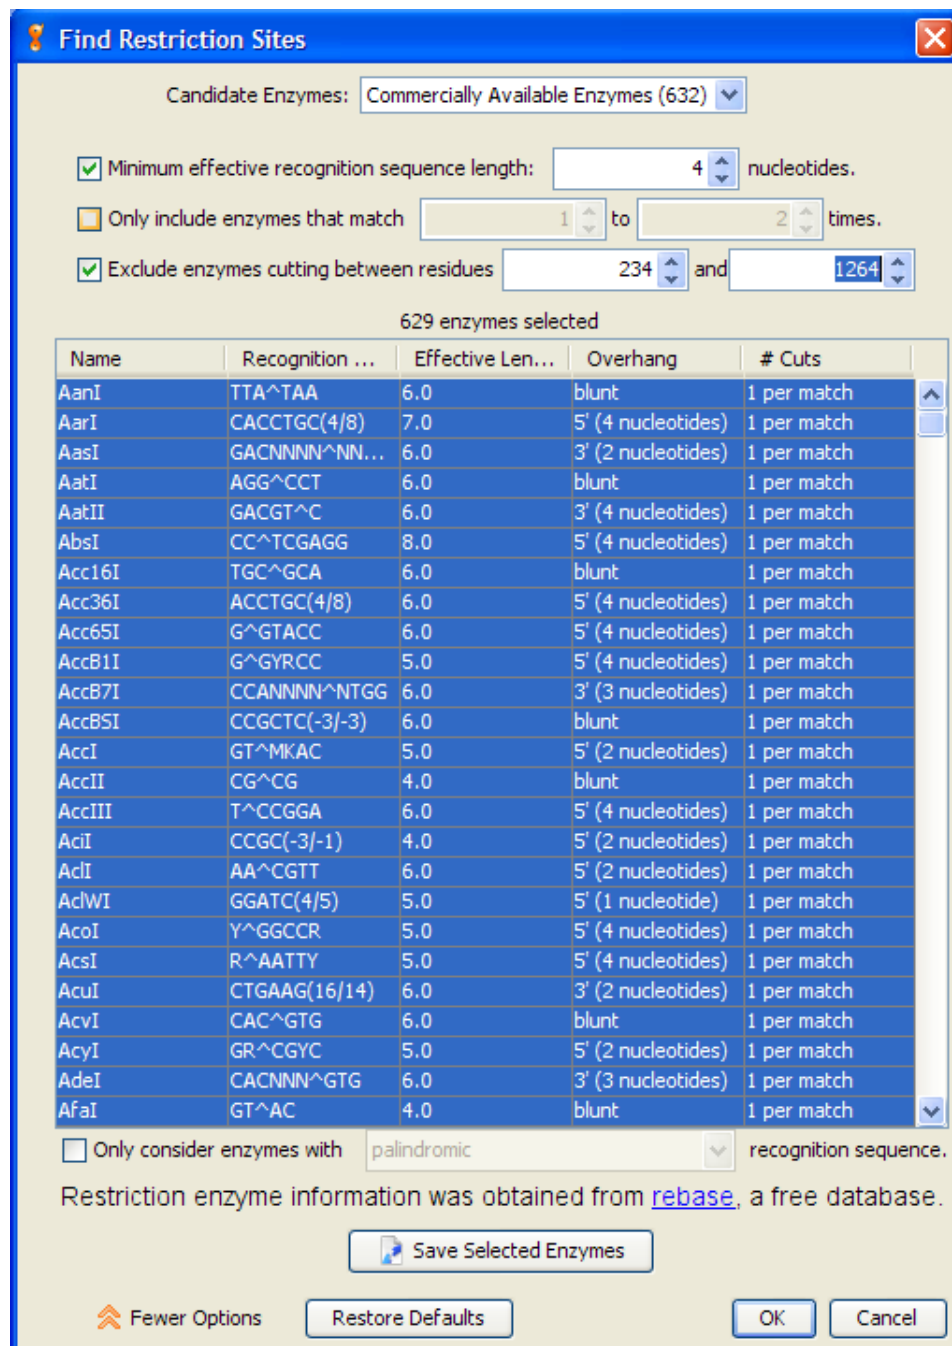 Find Restriction Sites
Candidate Enzymes: Commercially Available Enzymes (632)
Minimum effective recognition sequence length: 4 nucleotides.
Only include enzymes that match 1 to 2 times.
Exclude enzymes cutting between residues 234 and 1264
629 enzymes selected
Name Recognition ... Effective Len... Overhang # Cuts
AanI TTA^TAA 6.0 blunt 1 per match
AarI CACCTGC(4/8) 7.0 5' (4 nucleotides) 1 per match
AasI GACNNNN^NN... 6.0 3' (2 nucleotides) 1 per match
AatI AGG^CCT 6.0 blunt 1 per match
AatII GACGT^C 6.0 3' (4 nucleotides) 1 per match
AbsI CC^TCGAGG 8.0 5' (4 nucleotides) 1 per match
Acc16I TGC^GCA 6.0 blunt 1 per match
Acc36I ACCTGC(4/8) 6.0 5' (4 nucleotides) 1 per match
Acc65I G^GTACC 6.0 5' (4 nucleotides) 1 per match
AccB1I G^GYRCC 5.0 5' (4 nucleotides) 1 per match
AccB7I CCANNNN^NTGG 6.0 3' (3 nucleotides) 1 per match
AccBSI CCGCTC(-3/-3) 6.0 blunt 1 per match
AccI GT^MKAC 5.0 5' (2 nucleotides) 1 per match
AccII CG^CG 4.0 blunt 1 per match
AccIII T^CCGGA 6.0 5' (4 nucleotides) 1 per match
AciI CCGC(-3/-1) 4.0 5' (2 nucleotides) 1 per match
AclI AA^CGTT 6.0 5' (2 nucleotides) 1 per match
AclWI GGATC(4/5) 5.0 5' (1 nucleotide) 1 per match
AcoI Y^GGCCR 5.0 5' (4 nucleotides) 1 per match
AcsI R^AATTY 5.0 5' (4 nucleotides) 1 per match
AcuI CTGAAG(16/14) 6.0 3' (2 nucleotides) 1 per match
AcvI CAC^GTG 6.0 blunt 1 per match
AcyI GR^CGYC 5.0 5' (2 nucleotides) 1 per match
AdeI CACNNN^GTG 6.0 3' (3 nucleotides) 1 per match
AfaI GT^AC 4.0 blunt 1 per match
Only consider enzymes with palindromic recognition sequence.
Restriction enzyme information was obtained from rebase, a free database.
Save Selected Enzymes
Fewer Options Restore Defaults OK Cancel